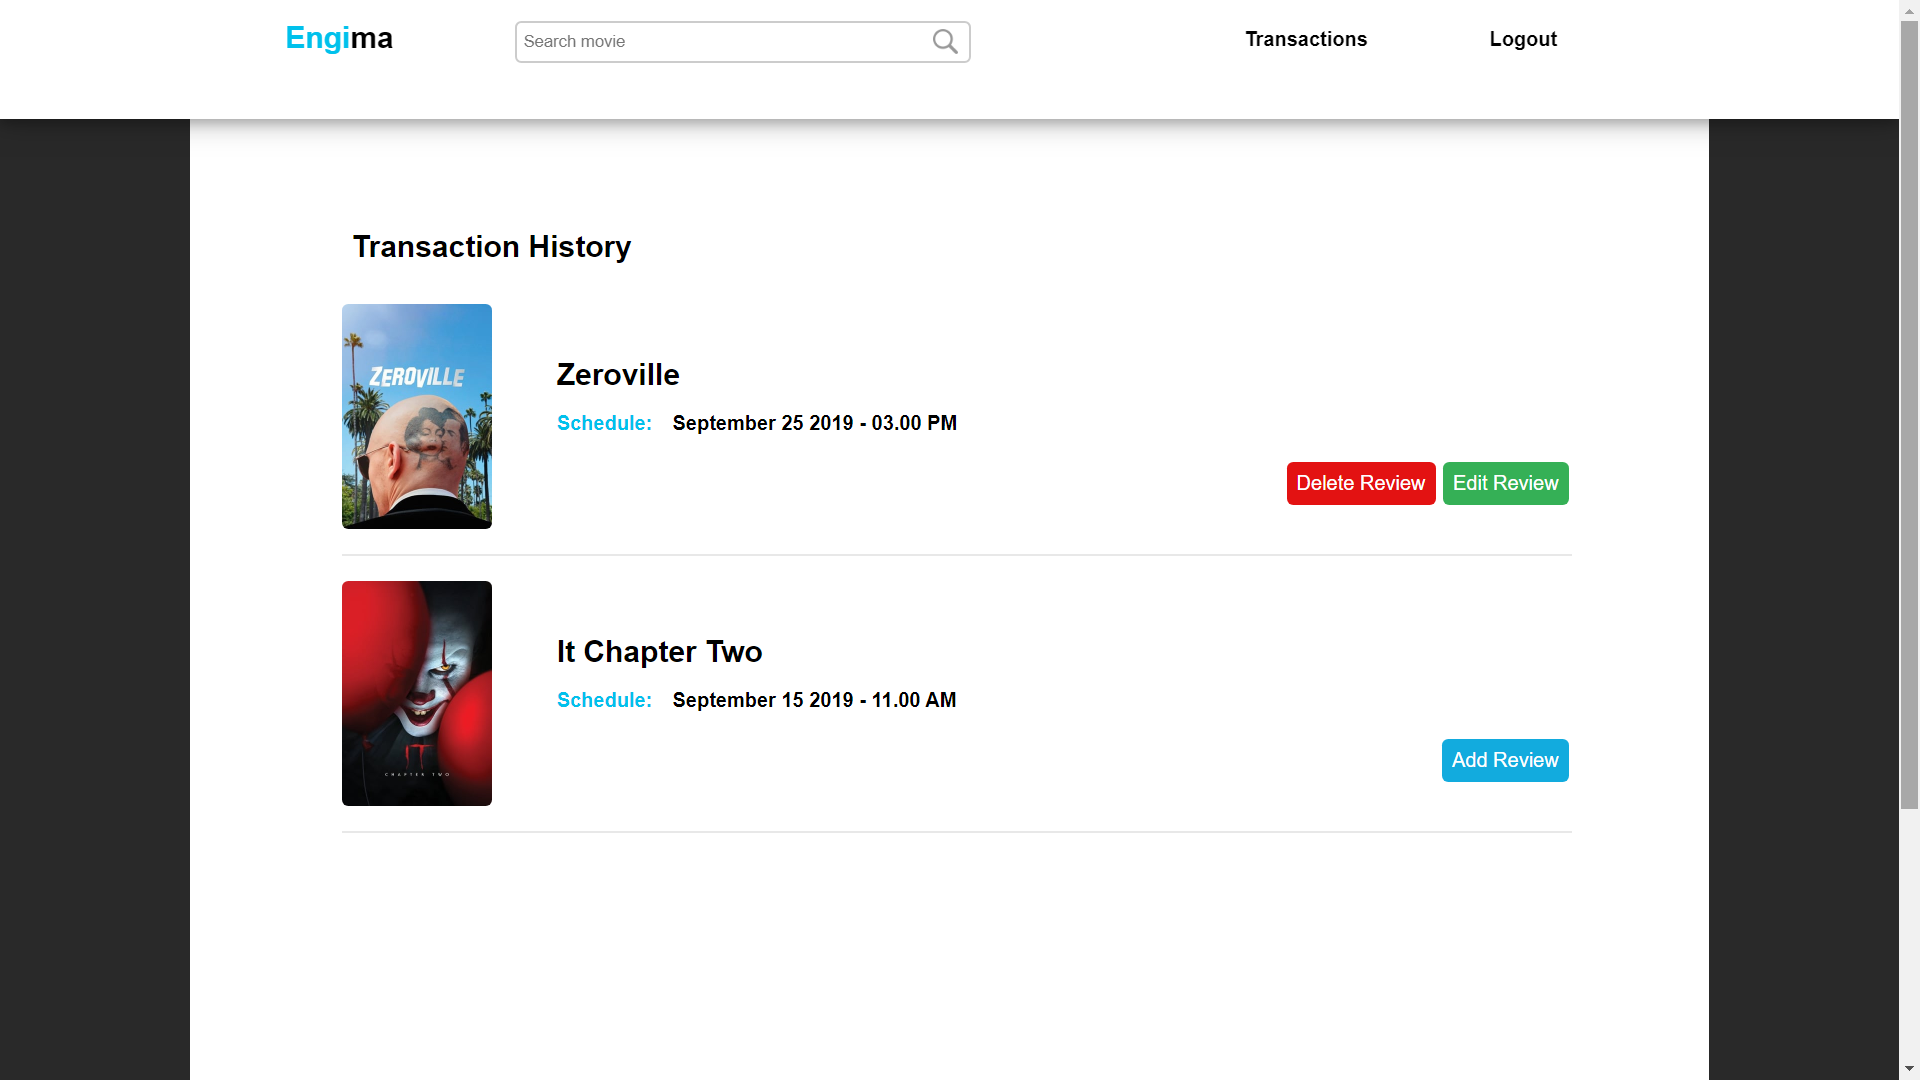 Engima
Search movie
Transactions
Logout
Transaction History
ZEROVILLE
Zeroville
Schedule: September 25 2019 - 03.00 PM
Delete Review
Edit Review
IT
CHAPTER TWO
It Chapter Two
Schedule: September 15 2019 - 11.00 AM
Add Review